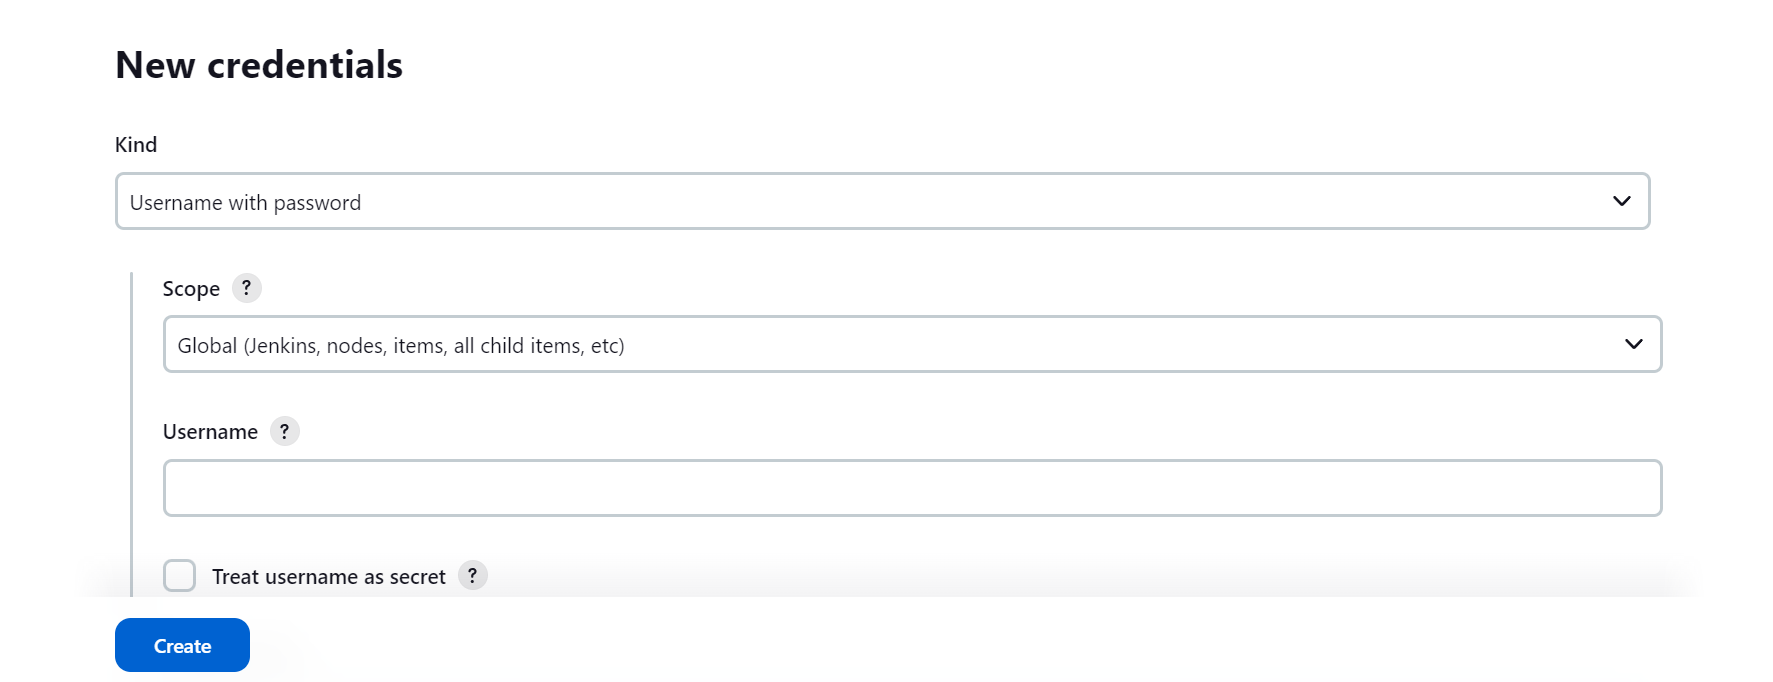 New credentials
Kind
Username with password
Scope ?
Global (Jenkins, nodes, items, all child items, etc)
Username ?
Treat username as secret ?
Create